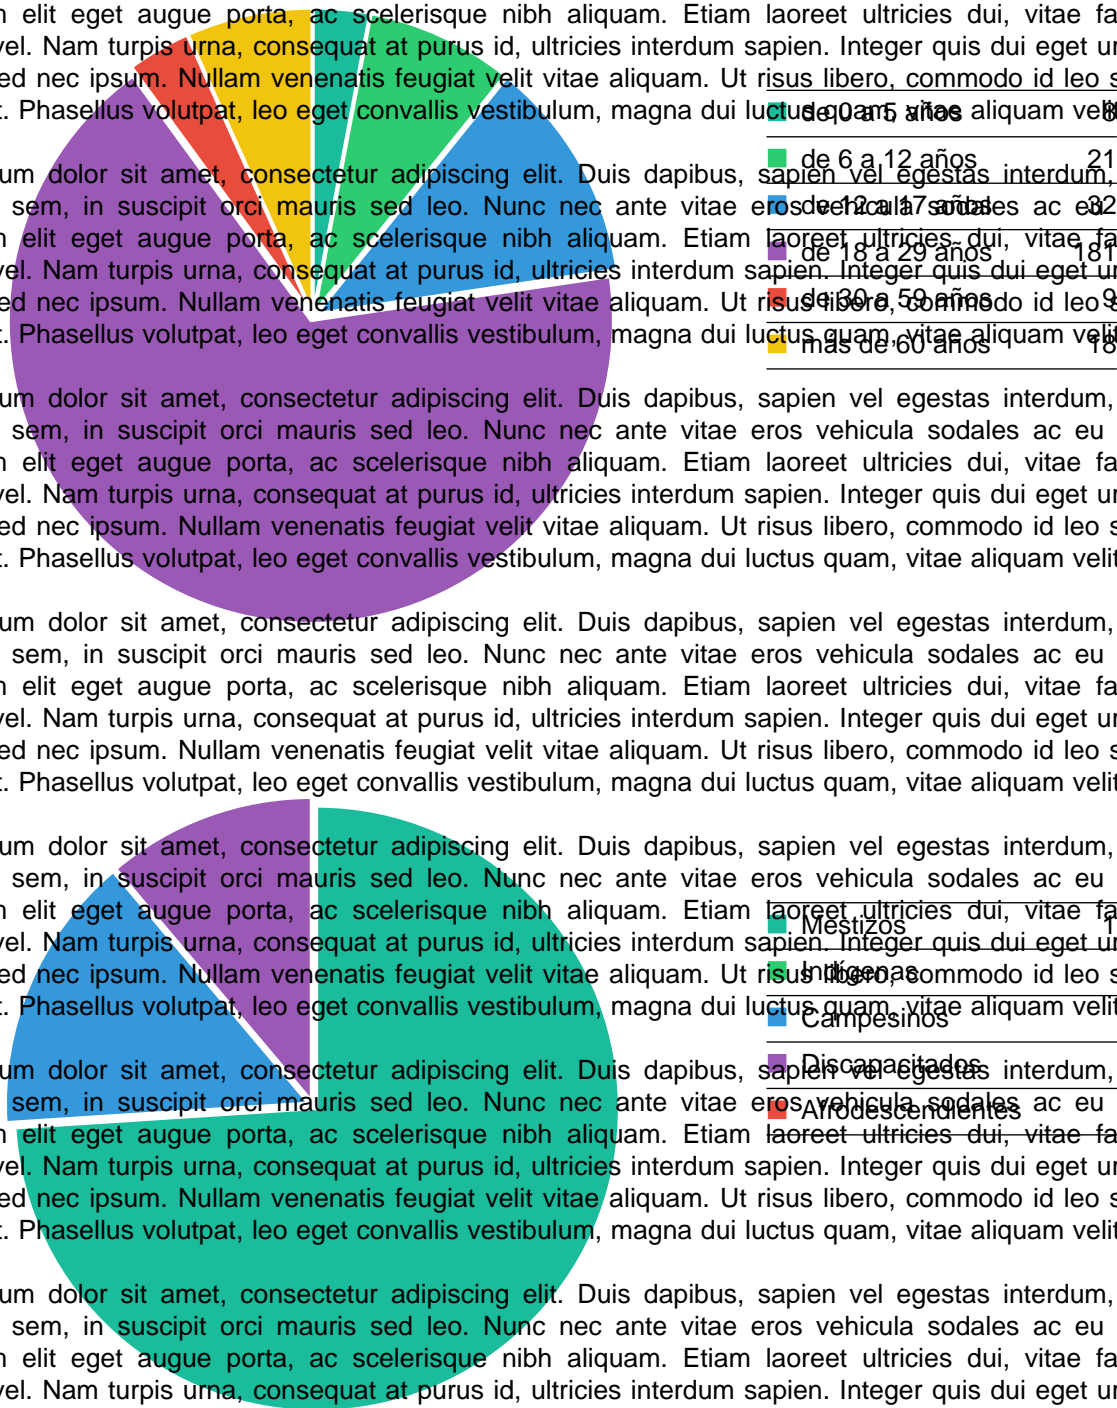 elit eget augue porta, ac scelerisque nibh aliquam. Etiam laoreet ultricies dui, vitae fa
vel. Nam turpis urna, consequat at purus id, ultricies interdum sapien. Integer quis dui eget ur
ed nec ipsum. Nullam venenatis feugiat velit vitae aliquam. Ut risus libero, commodo id leo s
. Phasellus volutpat, leo eget convallis vestibulum, magna dui luctus quam, vitae aliquam velit
de 0 a 5 años 8
de 6 a 12 años 21
um dolor sit amet, consectetur adipiscing elit. Duis dapibus, sapien vel egestas interdum,
sem, in suscipit orci mauris sed leo. Nunc nec ante vitae eros vehicula sodales ac eu
de 12 a 17 años 32
elit eget augue porta, ac scelerisque nibh aliquam. Etiam laoreet ultricies dui, vitae fa
de 18 a 29 años 181
vel. Nam turpis urna, consequat at purus id, ultricies interdum sapien. Integer quis dui eget ur
ed nec ipsum. Nullam venenatis feugiat velit vitae aliquam. Ut risus libero, commodo id leo s
de 30 a 59 años 9
. Phasellus volutpat, leo eget convallis vestibulum, magna dui luctus quam, vitae aliquam velit
mas de 60 años 18
um dolor sit amet, consectetur adipiscing elit. Duis dapibus, sapien vel egestas interdum,
sem, in suscipit orci mauris sed leo. Nunc nec ante vitae eros vehicula sodales ac eu
elit eget augue porta, ac scelerisque nibh aliquam. Etiam laoreet ultricies dui, vitae fa
vel. Nam turpis urna, consequat at purus id, ultricies interdum sapien. Integer quis dui eget ur
ed nec ipsum. Nullam venenatis feugiat velit vitae aliquam. Ut risus libero, commodo id leo s
. Phasellus volutpat, leo eget convallis vestibulum, magna dui luctus quam, vitae aliquam velit
um dolor sit amet, consectetur adipiscing elit. Duis dapibus, sapien vel egestas interdum,
sem, in suscipit orci mauris sed leo. Nunc nec ante vitae eros vehicula sodales ac eu
elit eget augue porta, ac scelerisque nibh aliquam. Etiam laoreet ultricies dui, vitae fa
vel. Nam turpis urna, consequat at purus id, ultricies interdum sapien. Integer quis dui eget ur
ed nec ipsum. Nullam venenatis feugiat velit vitae aliquam. Ut risus libero, commodo id leo s
. Phasellus volutpat, leo eget convallis vestibulum, magna dui luctus quam, vitae aliquam velit
um dolor sit amet, consectetur adipiscing elit. Duis dapibus, sapien vel egestas interdum,
sem, in suscipit orci mauris sed leo. Nunc nec ante vitae eros vehicula sodales ac eu
elit eget augue porta, ac scelerisque nibh aliquam. Etiam laoreet ultricies dui, vitae fa
Mestizos 1
vel. Nam turpis urna, consequat at purus id, ultricies interdum sapien. Integer quis dui eget ur
ed nec ipsum. Nullam venenatis feugiat velit vitae aliquam. Ut risus libero, commodo id leo s
Indígenas
. Phasellus volutpat, leo eget convallis vestibulum, magna dui luctus quam, vitae aliquam velit
Campesinos
Discapacitados
um dolor sit amet, consectetur adipiscing elit. Duis dapibus, sapien vel egestas interdum,
sem, in suscipit orci mauris sed leo. Nunc nec ante vitae eros vehicula sodales ac eu
Afrodescendientes
elit eget augue porta, ac scelerisque nibh aliquam. Etiam laoreet ultricies dui, vitae fa
vel. Nam turpis urna, consequat at purus id, ultricies interdum sapien. Integer quis dui eget ur
ed nec ipsum. Nullam venenatis feugiat velit vitae aliquam. Ut risus libero, commodo id leo s
. Phasellus volutpat, leo eget convallis vestibulum, magna dui luctus quam, vitae aliquam velit
um dolor sit amet, consectetur adipiscing elit. Duis dapibus, sapien vel egestas interdum,
sem, in suscipit orci mauris sed leo. Nunc nec ante vitae eros vehicula sodales ac eu
elit eget augue porta, ac scelerisque nibh aliquam. Etiam laoreet ultricies dui, vitae fa
vel. Nam turpis urna, consequat at purus id, ultricies interdum sapien. Integer quis dui eget ur